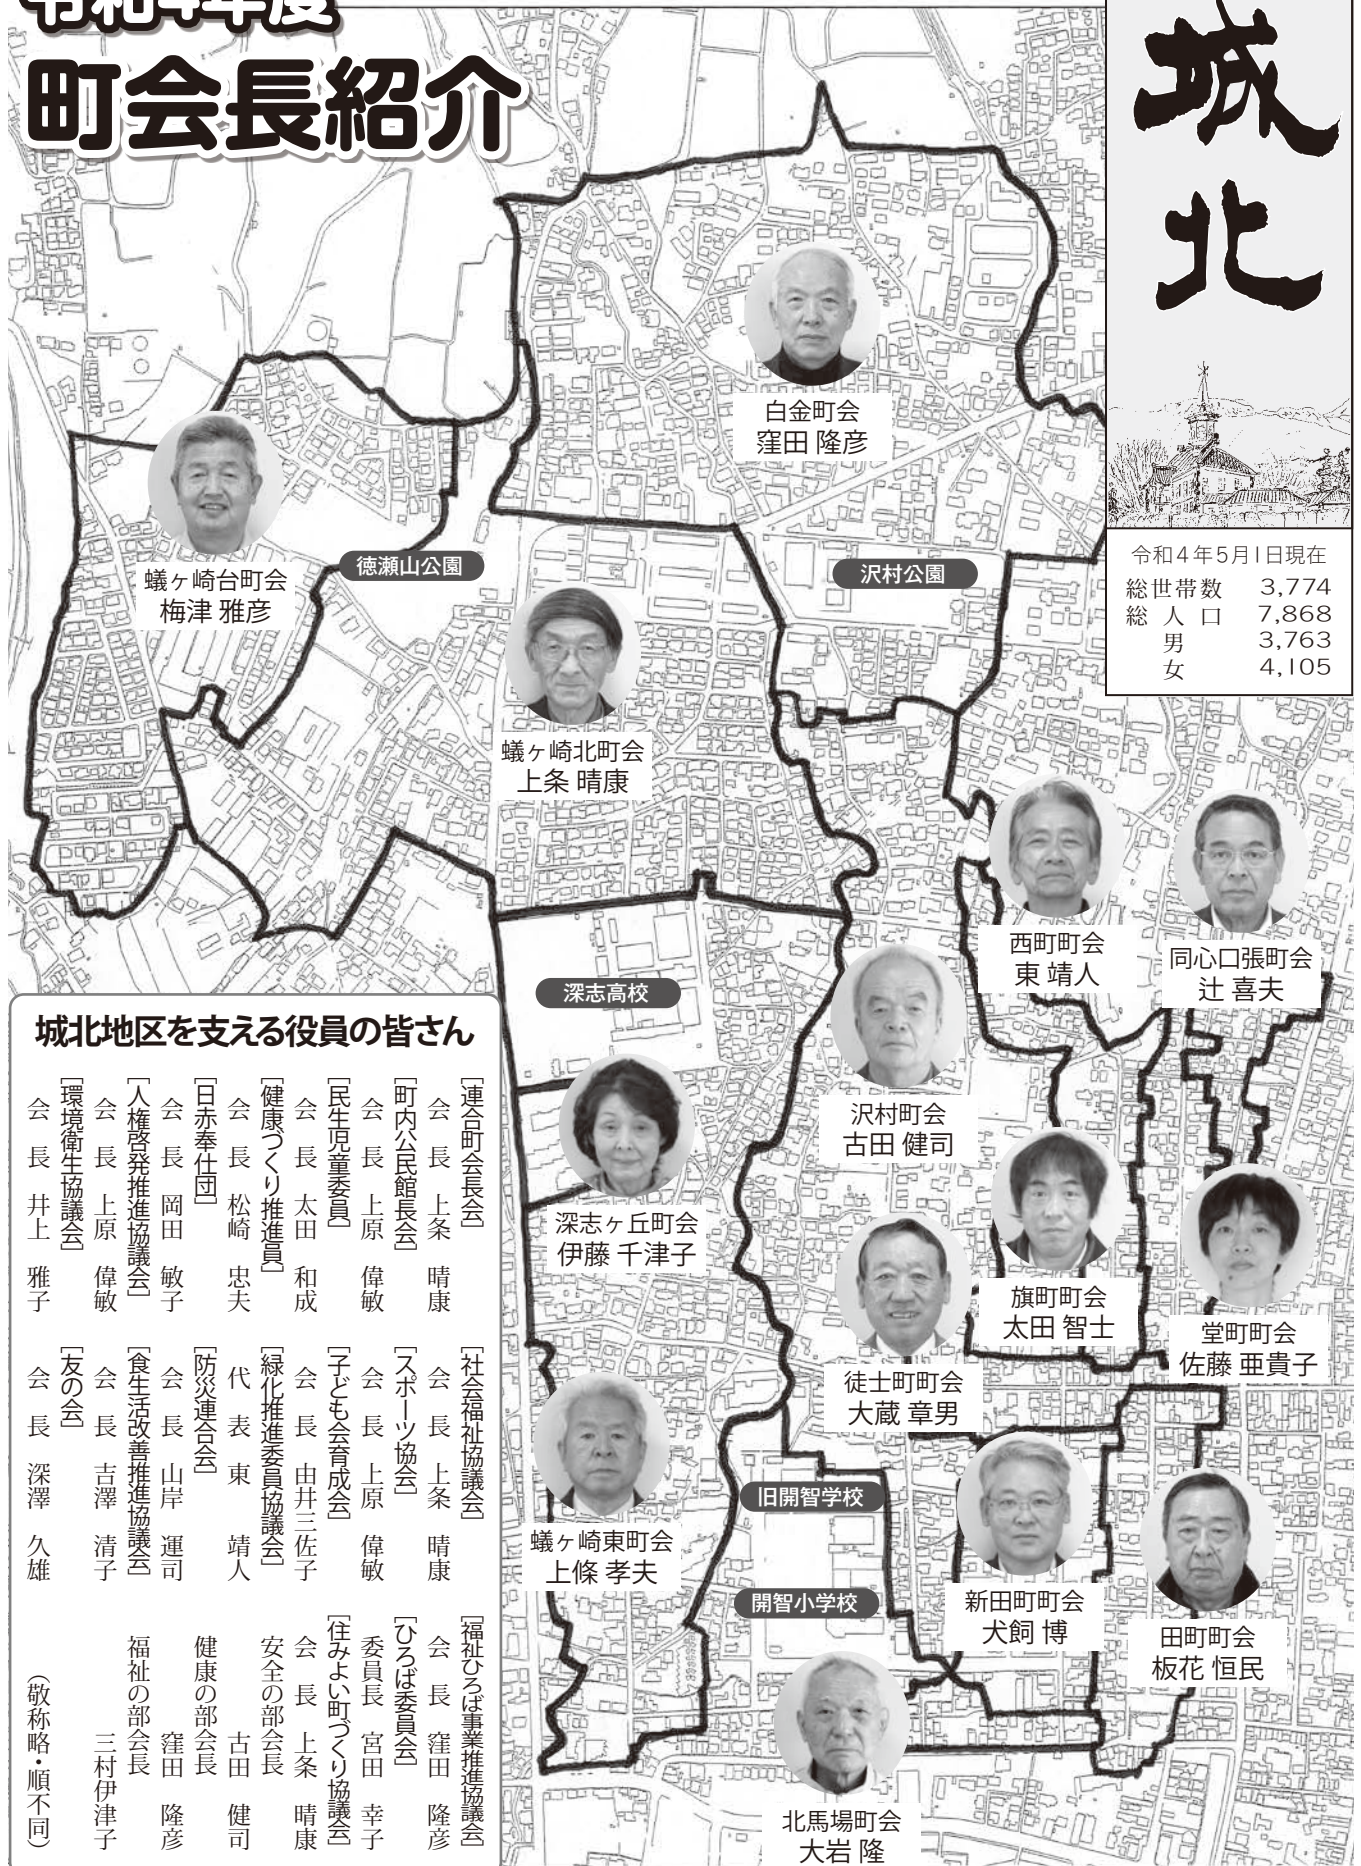 令和4年度
町会長紹介
城北
令和4年5月1日現在
総世帯数 3,774
総人口 7,868
男 3,763
女 4,105
白金町会
窪田 隆彦
蟻ヶ崎台町会
梅津 雅彦
徳瀬山公園
沢村公園
蟻ヶ崎北町会
上条 晴康
西町町会
東 靖人
同心口張町会
辻 喜夫
深志高校
沢村町会
古田 健司
深志ヶ丘町会
伊藤 千津子
旗町町会
太田 智士
堂町町会
佐藤 亜貴子
徒士町町会
大蔵 章男
蟻ヶ崎東町会
上條 孝夫
旧開智学校
開智小学校
新田町町会
犬飼 博
田町町会
板花 恒民
北馬場町会
大岩 隆
城北地区を支える役員の皆さん
［連合町会長会］
会長 上条 晴康
［町内公民館長会］
会長 上原 偉敏
［民生児童委員］
会長 太田 和成
［健康づくり推進員］
会長 松崎 忠夫
［日赤奉仕団］
会長 岡田 敏子
［人権啓発推進協議会］
会長 上原 偉敏
［環境衛生協議会］
会長 井上 雅子
［社会福祉協議会］
会長 上条 晴康
［スポーツ協会］
会長 上原 偉敏
［子ども会育成会］
会長 由井三佐子
［緑化推進委員協議会］
代表 東 靖人
［防災連合会］
会長 山岸 運司
［食生活改善推進協議会］
会長 吉澤 清子
［友の会］
会長 深澤 久雄
［福祉ひろば事業推進協議会］
会長 窪田 隆彦
［ひろば委員会］
委員長 宮田 幸子
［住みよい町づくり協議会］
会長 上条 晴康
安全の部会長
古田 健司
健康の部会長
窪田 隆彦
福祉の部会長
三村伊津子
（敬称略・順不同）